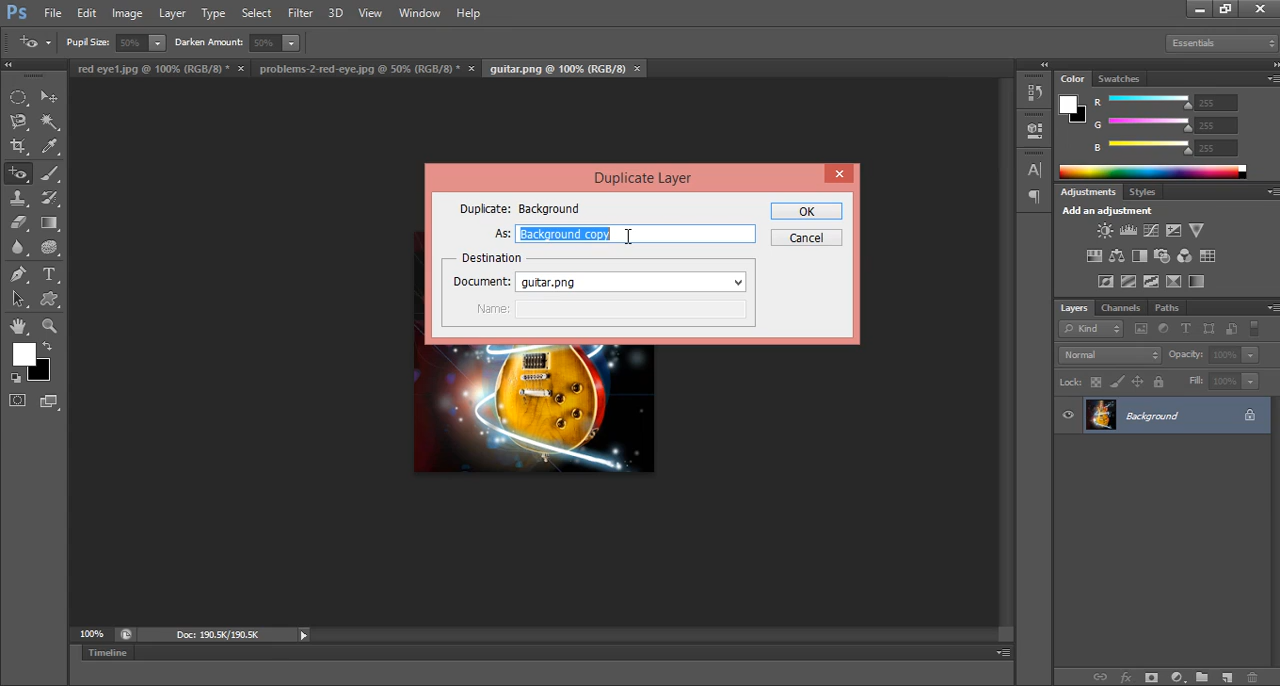 Ps File Edit Image Layer Type Select Filter 3D View Window Help
Pupil Size: 50% Darken Amount: 50% Essentials
red eye1.jpg @ 100% (RGB/8) * × problems-2-red-eye.jpg @ 50% (RGB/8) * × guitar.png @ 100% (RGB/8) ×
Duplicate Layer
Duplicate: Background
As: Background copy
OK
Cancel
Destination
Document: guitar.png
Name:
Color Swatches
R 255
G 255
B 255
Adjustments Styles
Add an adjustment
Layers Channels Paths
Kind
Normal Opacity: 100%
Lock: Fill: 100%
Background
100% Doc: 190.5K/190.5K
Timeline